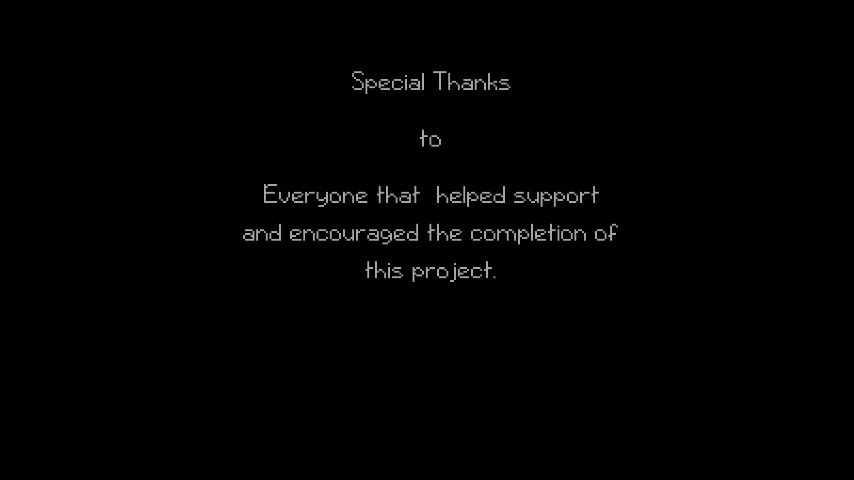 Special Thanks
to
Everyone that  helped support
and encouraged the completion of
this project.